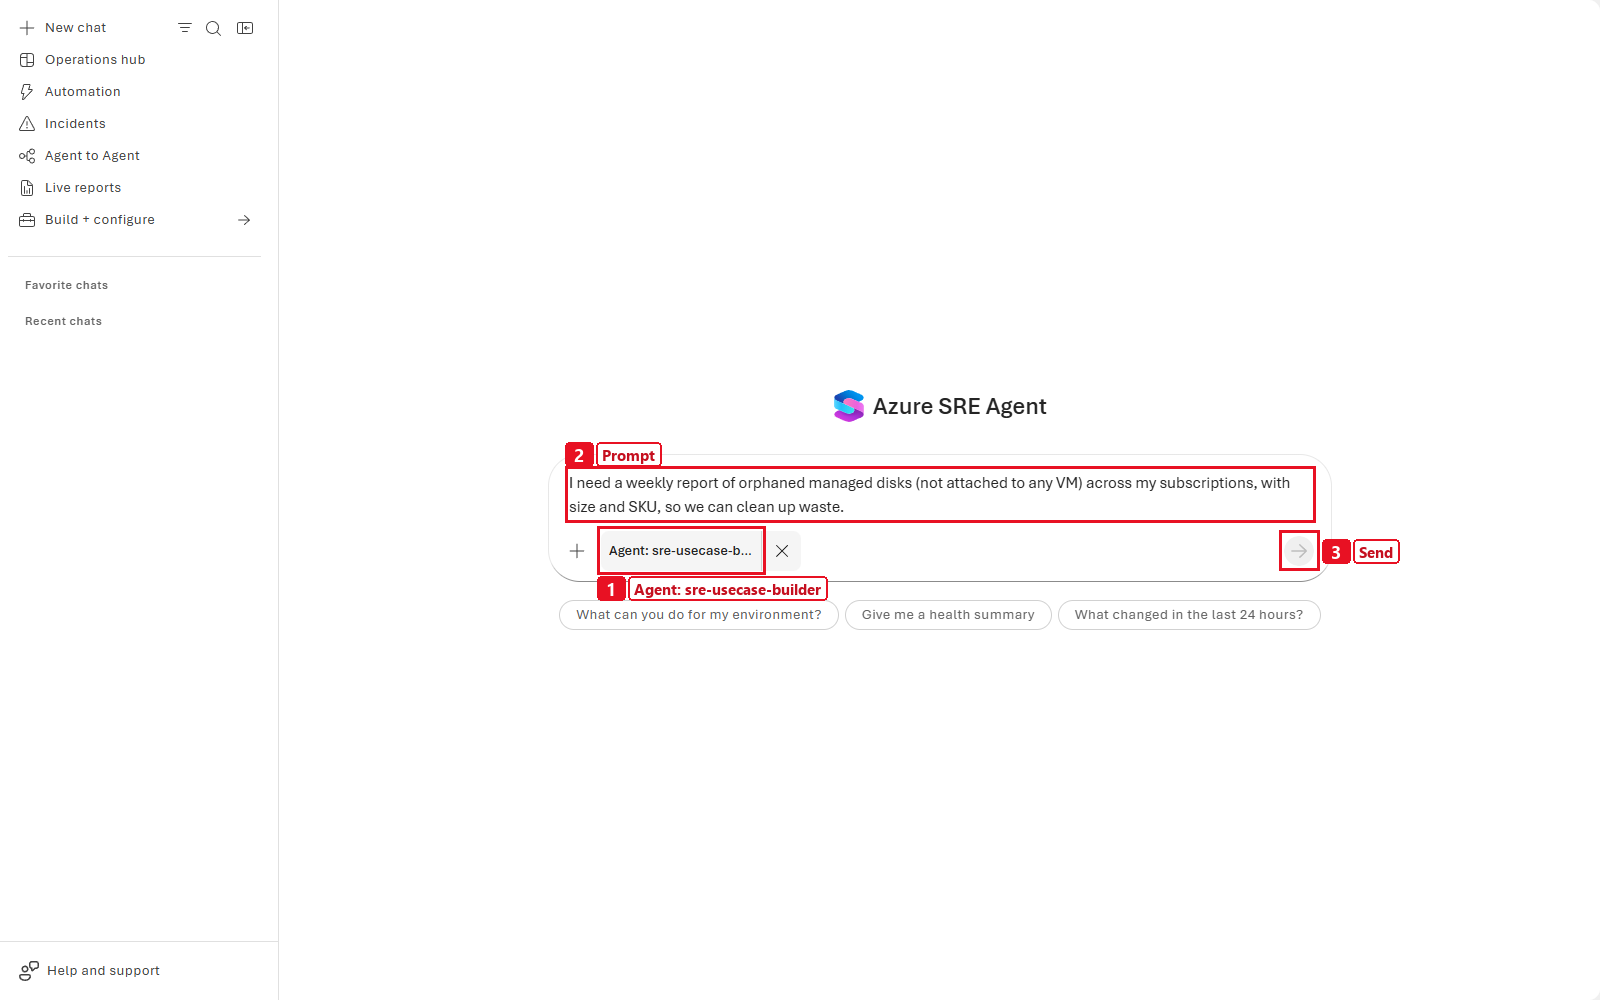 New chat
Operations hub
Automation
Incidents
Agent to Agent
Live reports
Build + configure
Favorite chats
Recent chats
Help and support
Azure SRE Agent
2 Prompt
I need a weekly report of orphaned managed disks (not attached to any VM) across my subscriptions, with
size and SKU, so we can clean up waste.
Agent: sre-usecase-b...
3 Send
1 Agent: sre-usecase-builder
What can you do for my environment?
Give me a health summary
What changed in the last 24 hours?